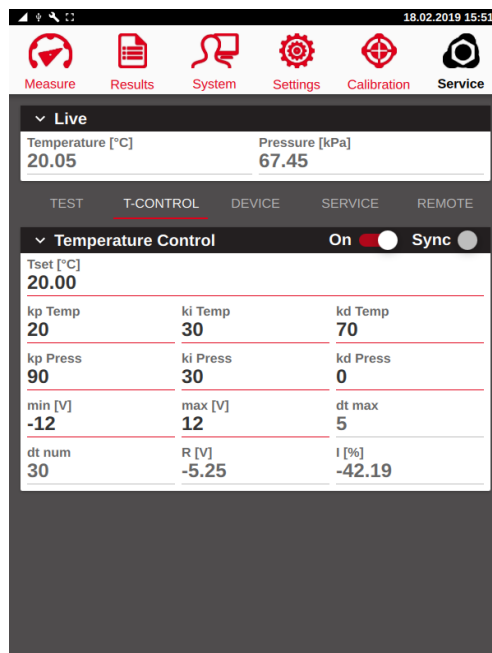 18.02.2019 15:51
Measure Results System Settings Calibration Service
Live
Temperature [°C] Pressure [kPa]
20.05 67.45
TEST T-CONTROL DEVICE SERVICE REMOTE
Temperature Control On Sync
Tset [°C]
20.00
kp Temp ki Temp kd Temp
20 30 70
kp Press ki Press kd Press
90 30 0
min [V] max [V] dt max
-12 12 5
dt num R [V] I [%]
30 -5.25 -42.19